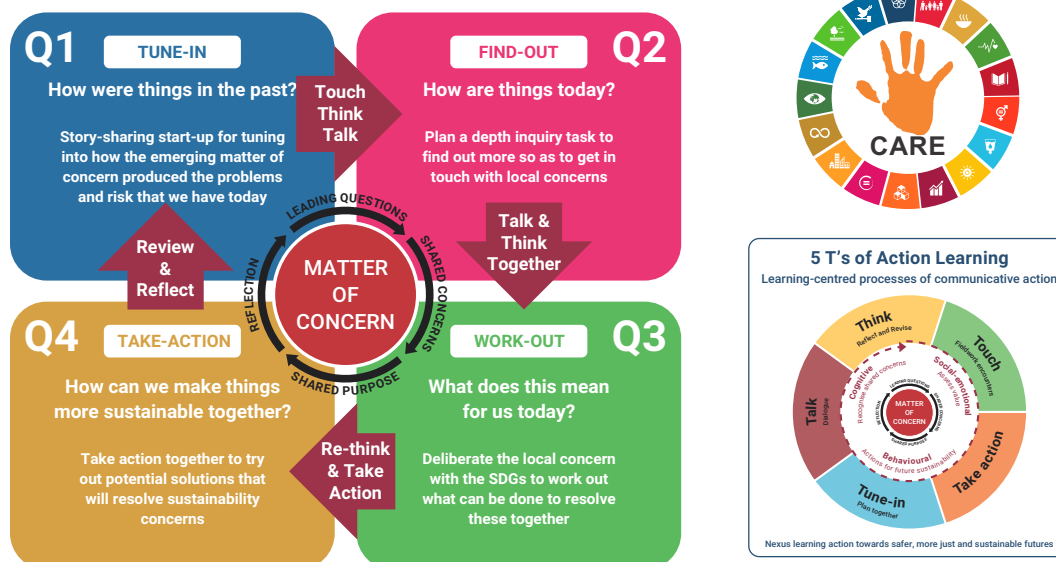 Q1
TUNE-IN
How were things in the past?
Story-sharing start-up for tuning
into how the emerging matter of
concern produced the problems
and risk that we have today
Touch
Think
Talk
FIND-OUT
Q2
How are things today?
Plan a depth inquiry task to
find out more so as to get in
touch with local concerns
Talk &
Think
Together
Review
&
Reflect
LEADING QUESTIONS
SHARED CONCERNS
SHARED PURPOSE
REFLECTION
MATTER
OF
CONCERN
Q4
TAKE-ACTION
How can we make things
more sustainable together?
Take action together to try
out potential solutions that
will resolve sustainability
concerns
Re-think
& Take
Action
WORK-OUT
Q3
What does this mean
for us today?
Deliberate the local concern
with the SDGs to work out
what can be done to resolve
these together
CARE
5 T's of Action Learning
Learning-centred processes of communicative action
Think
Reflect and Revise
Touch
Fieldwork encounters
Take action
Tune-in
Plan together
Talk
Dialogue
Cognitive
Recognise shared concerns
Social-emotional
Assess value
Behavioural
Actions for future sustainability
LEADING QUESTIONS
SHARED CONCERNS
SHARED PURPOSE
REFLECTION
MATTER
OF
CONCERN
Nexus learning action towards safer, more just and sustainable futures